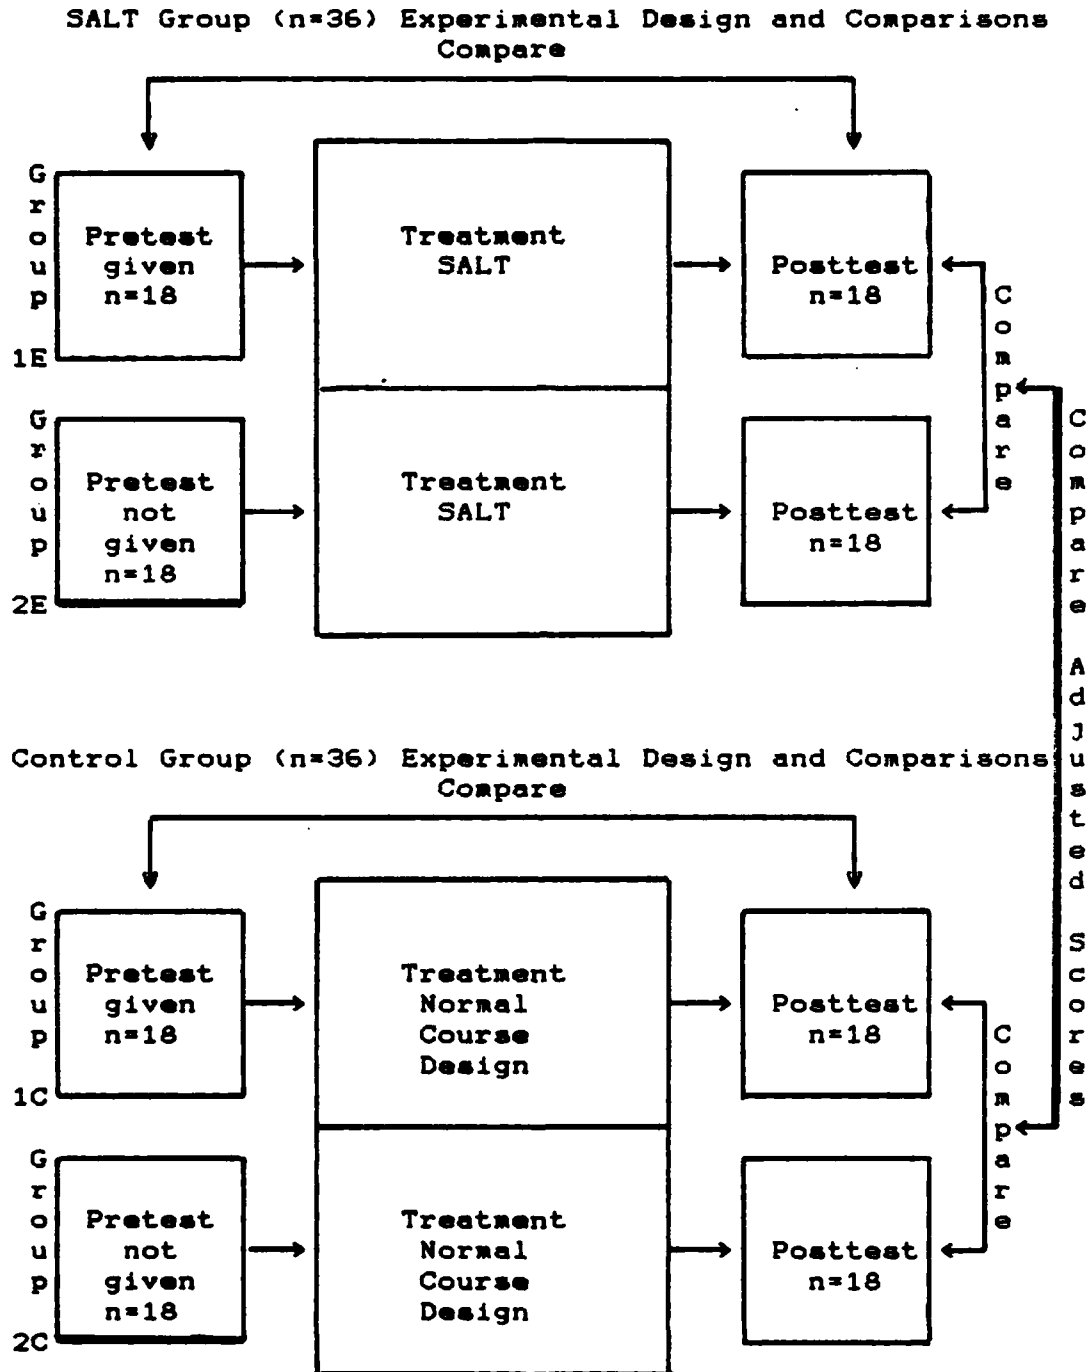 SALT Group (n=36) Experimental Design and Comparisons
Compare
Group 1E
Pretest
given
n=18
Treatment
SALT
Posttest
n=18
Compare
Group 2E
Pretest
not
given
n=18
Treatment
SALT
Posttest
n=18
Compare Adjusted Scores
Control Group (n=36) Experimental Design and Comparisons
Compare
Group 1C
Pretest
given
n=18
Treatment
Normal
Course
Design
Posttest
n=18
Compare
Group 2C
Pretest
not
given
n=18
Treatment
Normal
Course
Design
Posttest
n=18